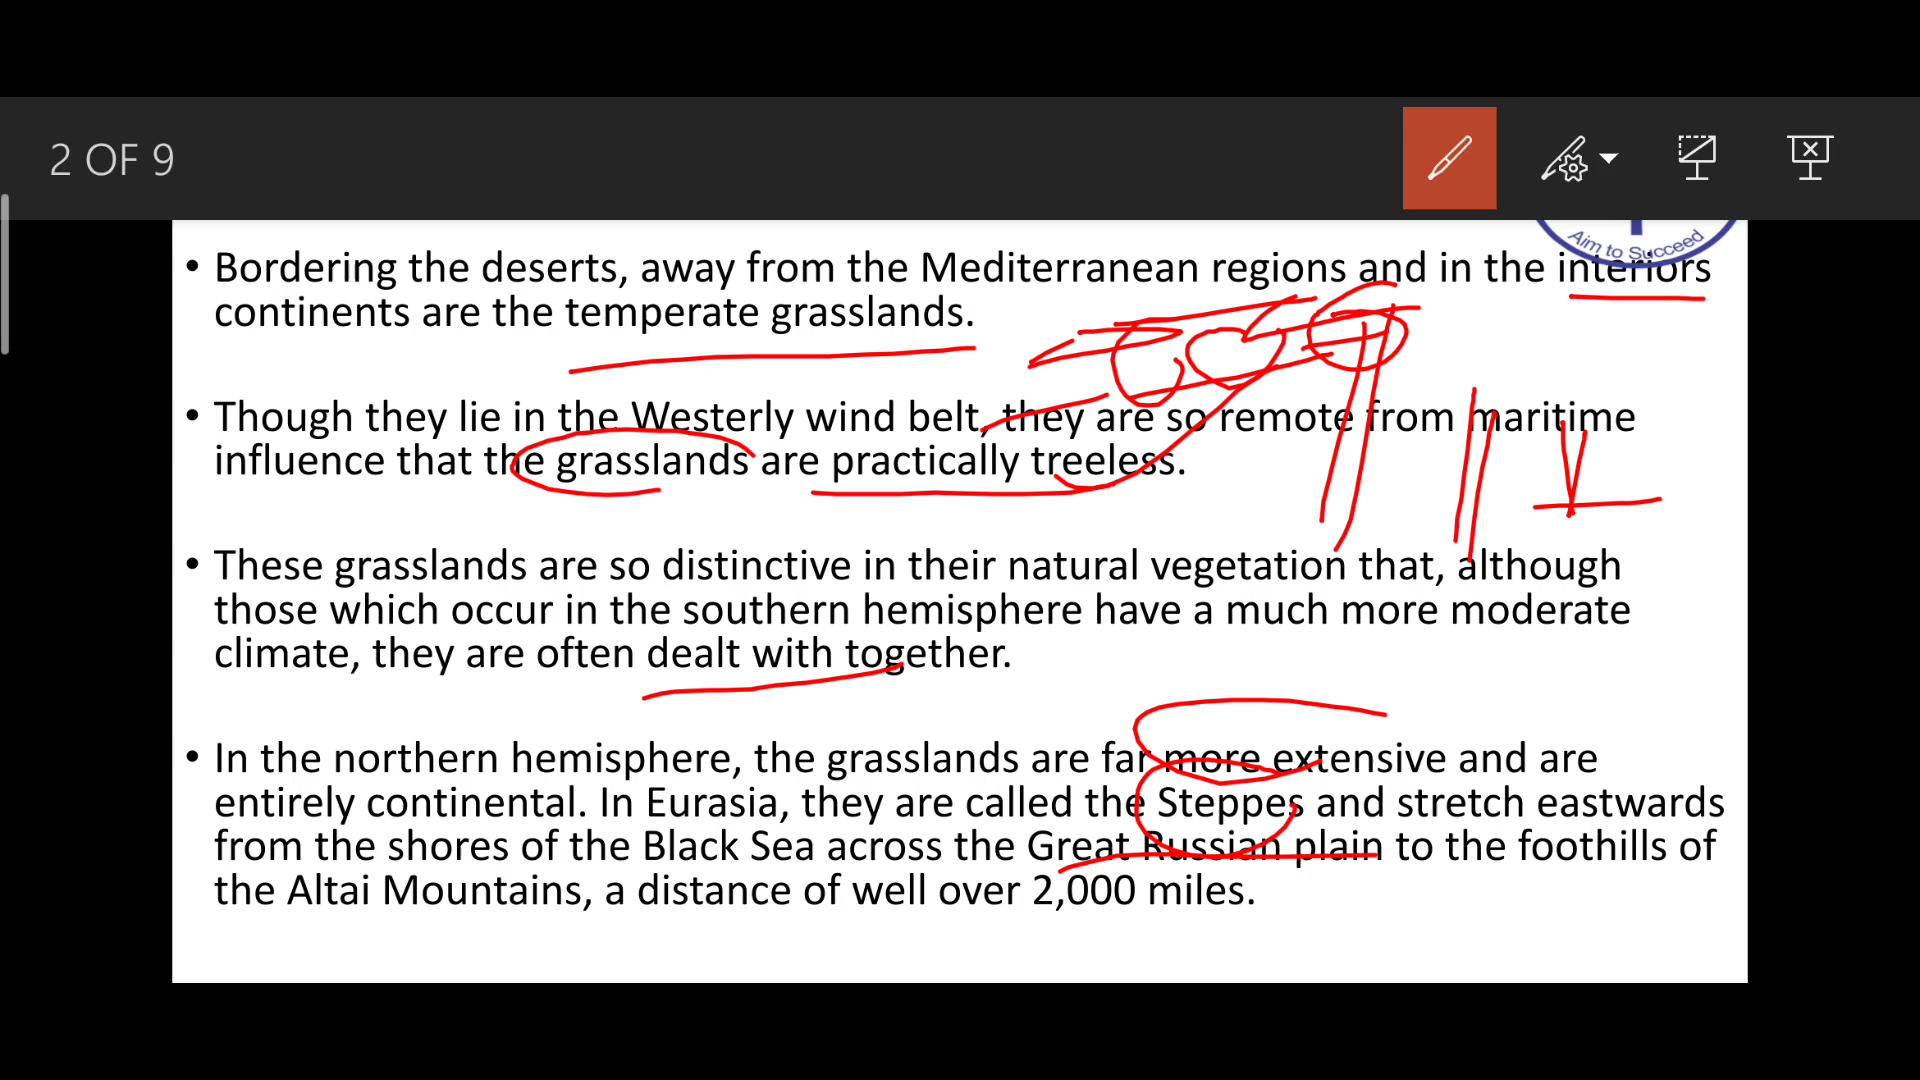 2 OF 9
Aim to Succeed
• Bordering the deserts, away from the Mediterranean regions and in the interiors
continents are the temperate grasslands.
• Though they lie in the Westerly wind belt, they are so remote from maritime
influence that the grasslands are practically treeless.
• These grasslands are so distinctive in their natural vegetation that, although
those which occur in the southern hemisphere have a much more moderate
climate, they are often dealt with together.
• In the northern hemisphere, the grasslands are far more extensive and are
entirely continental. In Eurasia, they are called the Steppes and stretch eastwards
from the shores of the Black Sea across the Great Russian plain to the foothills of
the Altai Mountains, a distance of well over 2,000 miles.